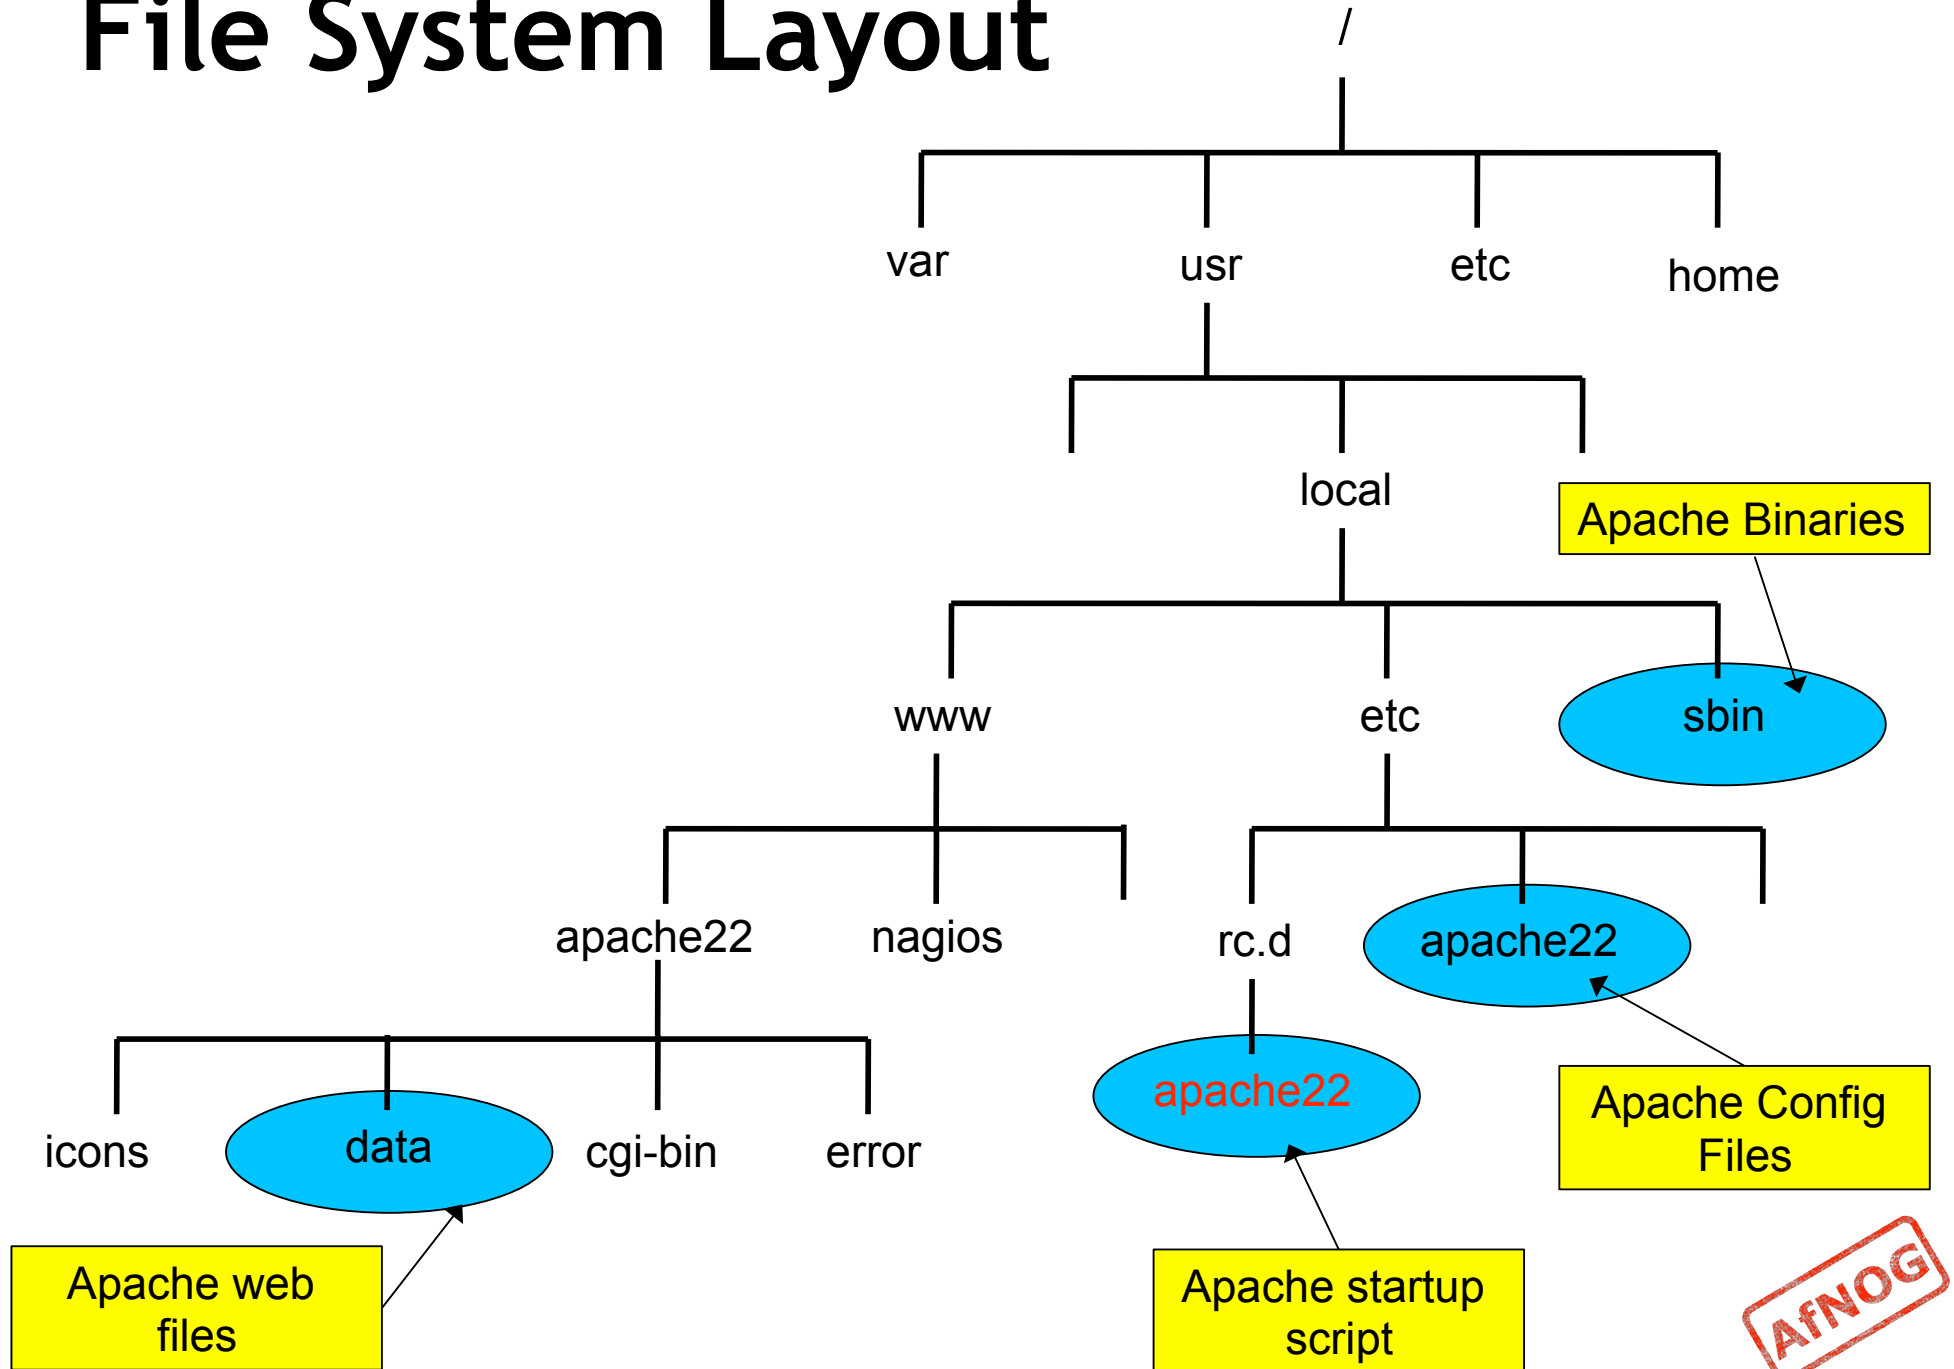 File System Layout
/
var
usr
etc
home
local
Apache Binaries
www
etc
sbin
apache22
nagios
rc.d
apache22
icons
data
cgi-bin
error
apache22
Apache Config
Files
Apache web
files
Apache startup
script
AfNOG